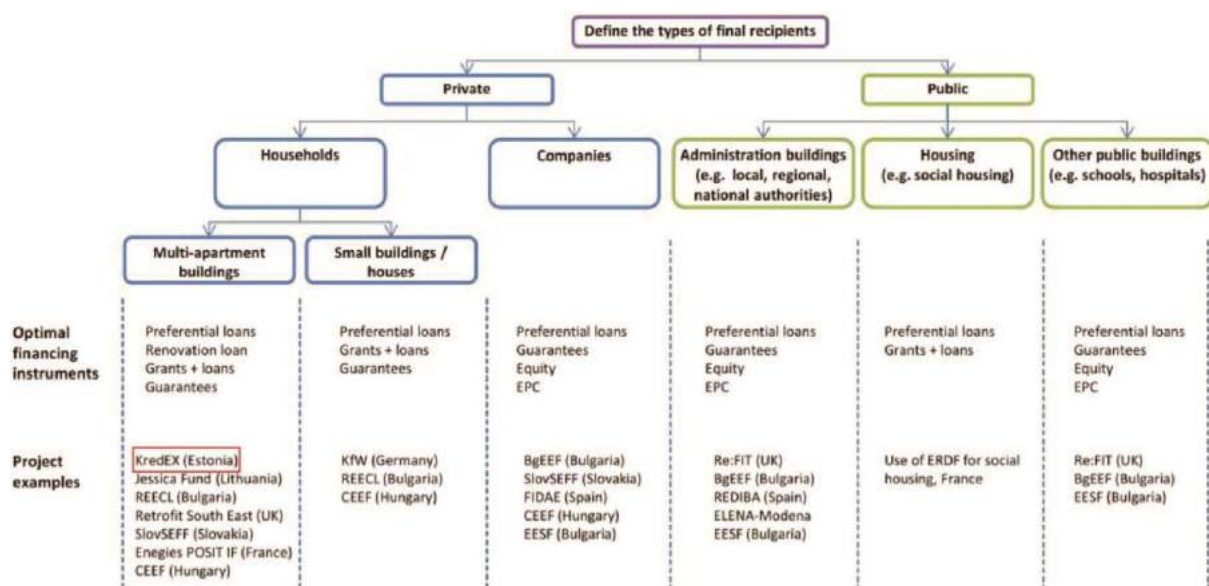 Define the types of final recipients
Private
Public
Households
Companies
Administration buildings
(e.g. local, regional,
national authorities)
Housing
(e.g. social housing)
Other public buildings
(e.g. schools, hospitals)
Multi-apartment
buildings
Small buildings /
houses
Optimal
financing
instruments
Preferential loans
Renovation loan
Grants + loans
Guarantees
Preferential loans
Grants + loans
Guarantees
Preferential loans
Guarantees
Equity
EPC
Preferential loans
Guarantees
Equity
EPC
Preferential loans
Grants + loans
Preferential loans
Guarantees
Equity
EPC
Project
examples
KredEX (Estonia)
Jessica Fund (Lithuania)
REECL (Bulgaria)
Retrofit South East (UK)
SlovSEFF (Slovakia)
Enegies POSIT IF (France)
CEEF (Hungary)
KfW (Germany)
REECL (Bulgaria)
CEEF (Hungary)
BgEEF (Bulgaria)
SlovSEFF (Slovakia)
FIDAE (Spain)
CEEF (Hungary)
EESF (Bulgaria)
Re:FIT (UK)
BgEEF (Bulgaria)
REDIBA (Spain)
ELENA-Modena
EESF (Bulgaria)
Use of ERDF for social
housing, France
Re:FIT (UK)
BgEEF (Bulgaria)
EESF (Bulgaria)